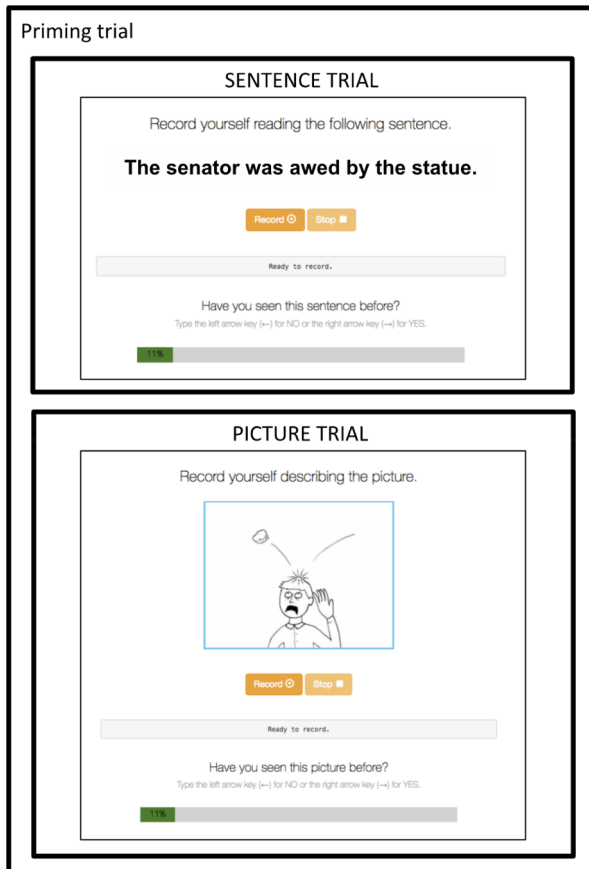 Priming trial
SENTENCE TRIAL
Record yourself reading the following sentence.
The senator was awed by the statue.
Record Stop
Ready to record.
Have you seen this sentence before?
Type the left arrow key (←) for NO or the right arrow key (→) for YES.
11%
PICTURE TRIAL
Record yourself describing the picture.
Record Stop
Ready to record.
Have you seen this picture before?
Type the left arrow key (←) for NO or the right arrow key (→) for YES.
11%